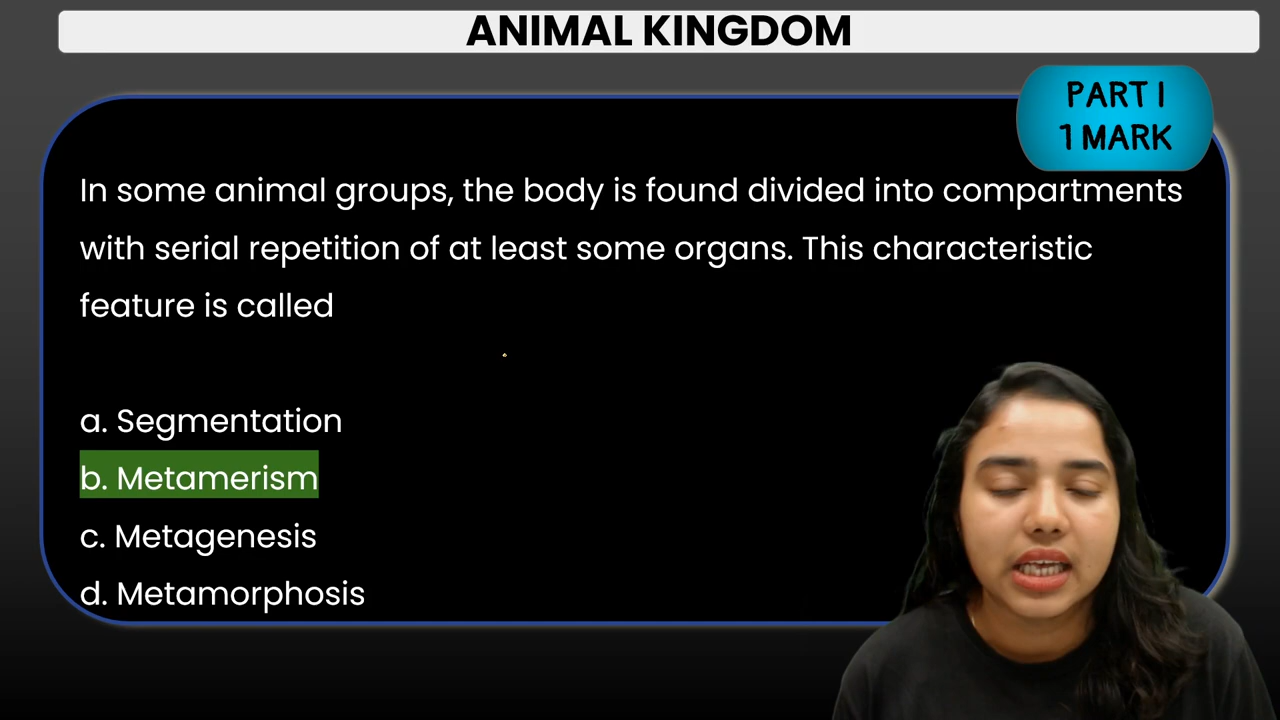 ANIMAL KINGDOM
PART I
1 MARK
In some animal groups, the body is found divided into compartments
with serial repetition of at least some organs. This characteristic
feature is called
a. Segmentation
b. Metamerism
c. Metagenesis
d. Metamorphosis